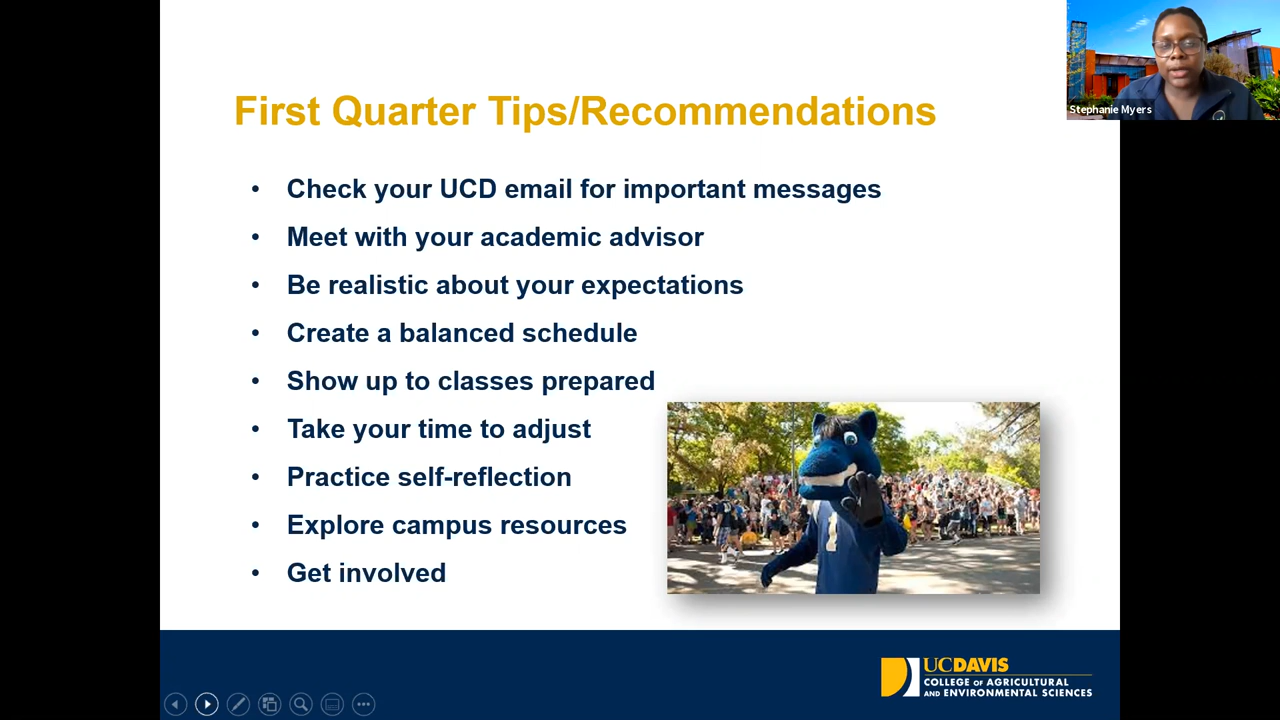 Stephanie Myers
First Quarter Tips/Recommendations
• Check your UCD email for important messages
• Meet with your academic advisor
• Be realistic about your expectations
• Create a balanced schedule
• Show up to classes prepared
• Take your time to adjust
• Practice self-reflection
• Explore campus resources
• Get involved
1
UCDAVIS
COLLEGE OF AGRICULTURAL
AND ENVIRONMENTAL SCIENCES